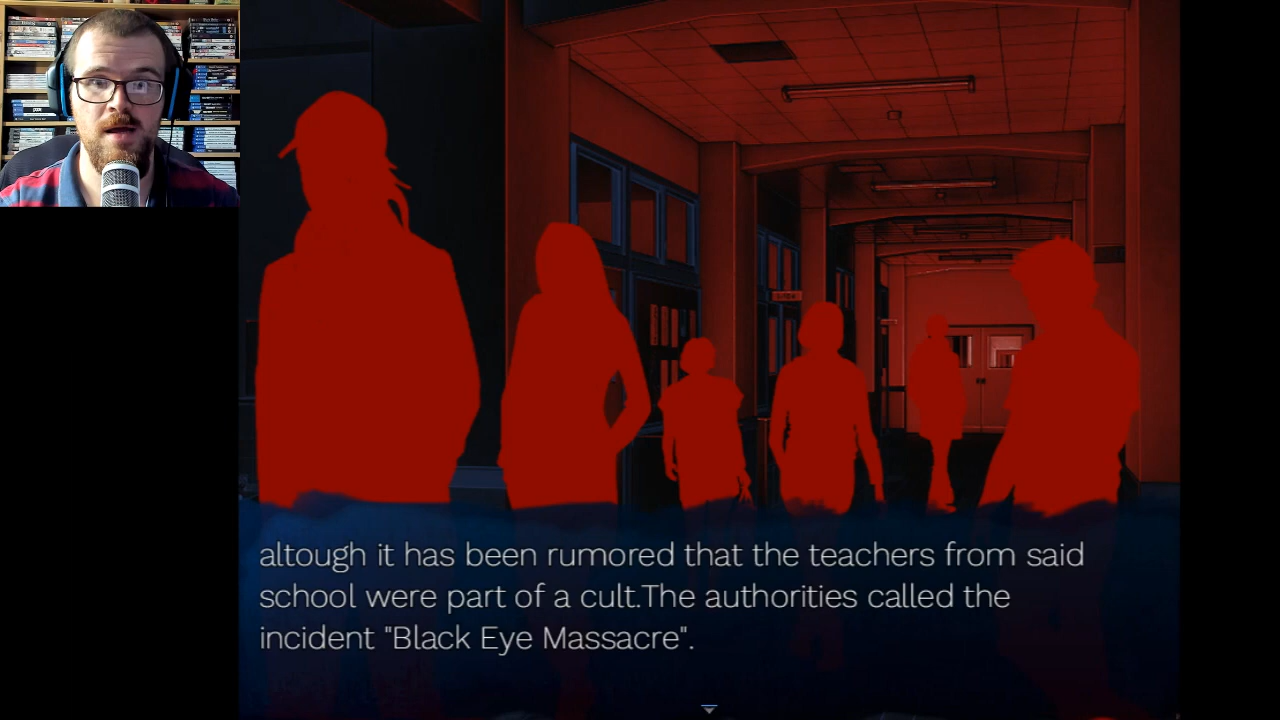 altough it has been rumored that the teachers from said
school were part of a cult.The authorities called the
incident "Black Eye Massacre".